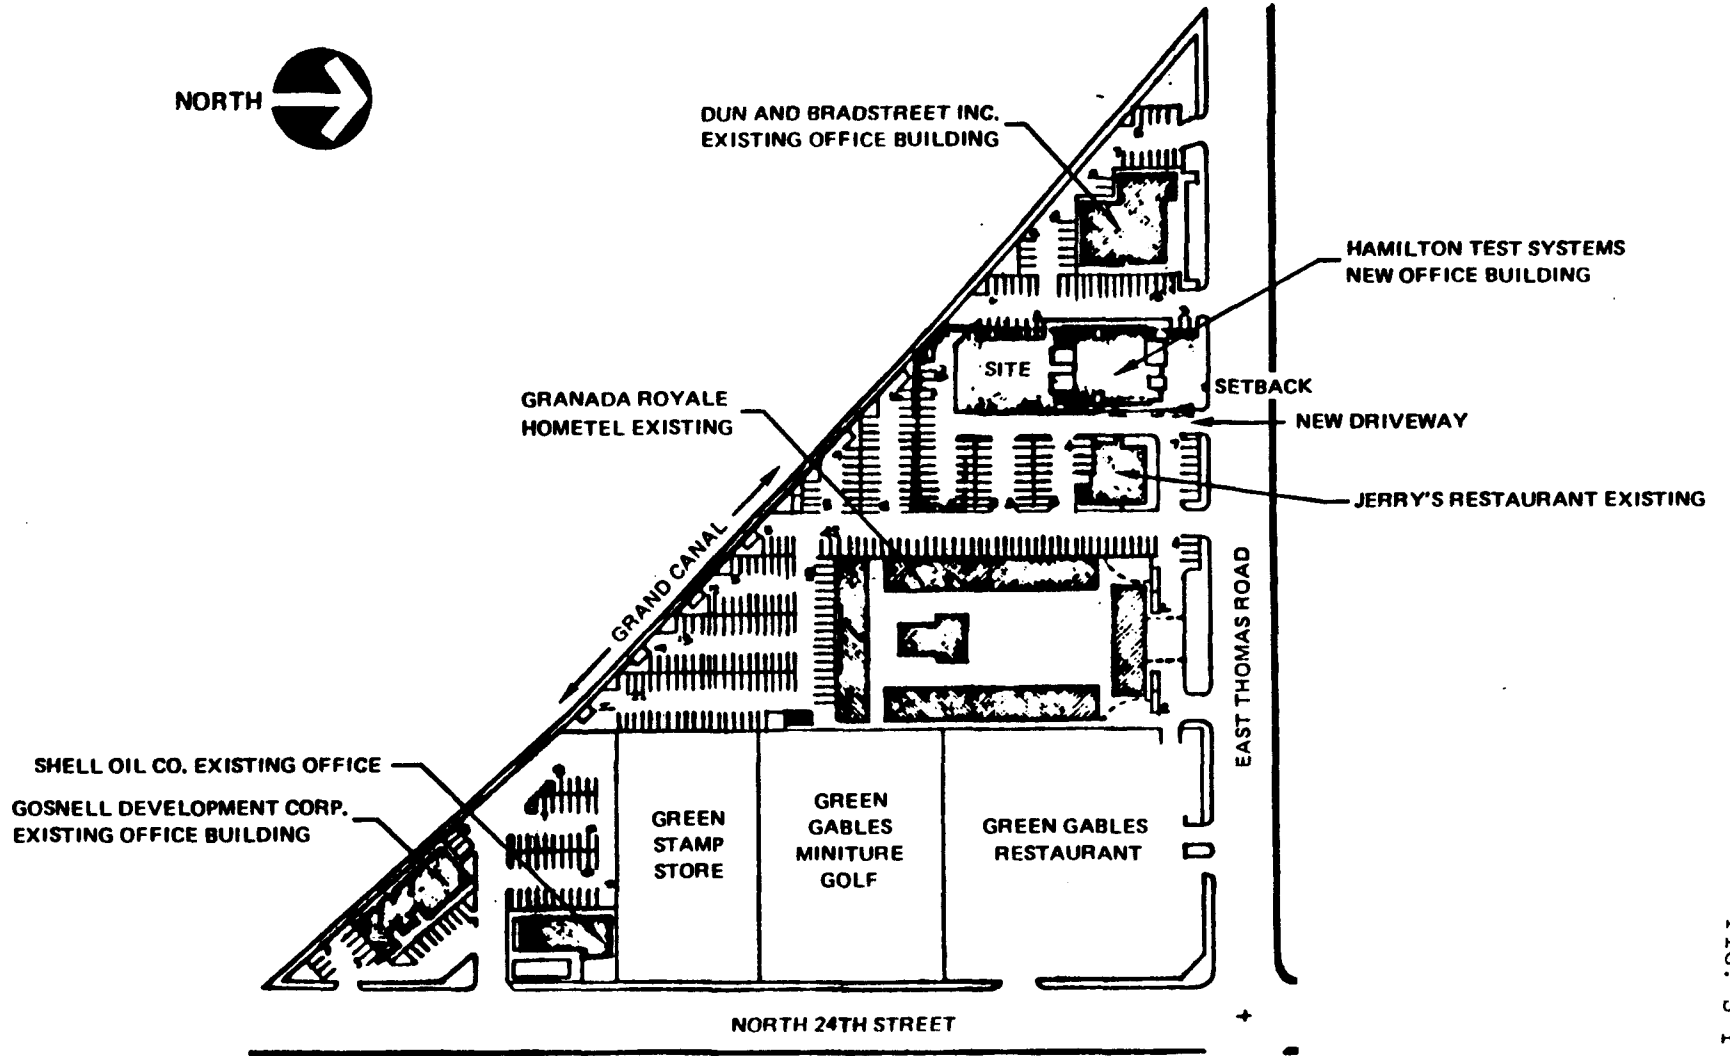 NORTH
DUN AND BRADSTREET INC.
EXISTING OFFICE BUILDING
HAMILTON TEST SYSTEMS
NEW OFFICE BUILDING
SITE
SETBACK
GRANADA ROYALE
HOMETEL EXISTING
NEW DRIVEWAY
JERRY'S RESTAURANT EXISTING
GRAND CANAL
EAST THOMAS ROAD
SHELL OIL CO. EXISTING OFFICE
GOSNELL DEVELOPMENT CORP.
EXISTING OFFICE BUILDING
GREEN
STAMP
STORE
GREEN
GABLES
MINITURE
GOLF
GREEN GABLES
RESTAURANT
NORTH 24TH STREET